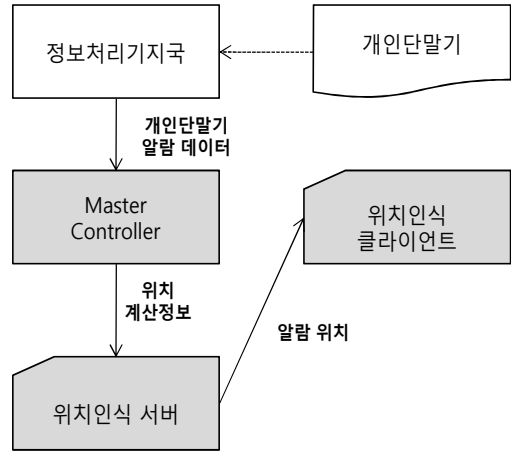 정보처리기지국
개인단말기
개인단말기
알람 데이터
Master
Controller
위치인식
클라이언트
위치
계산정보
알람 위치
위치인식 서버